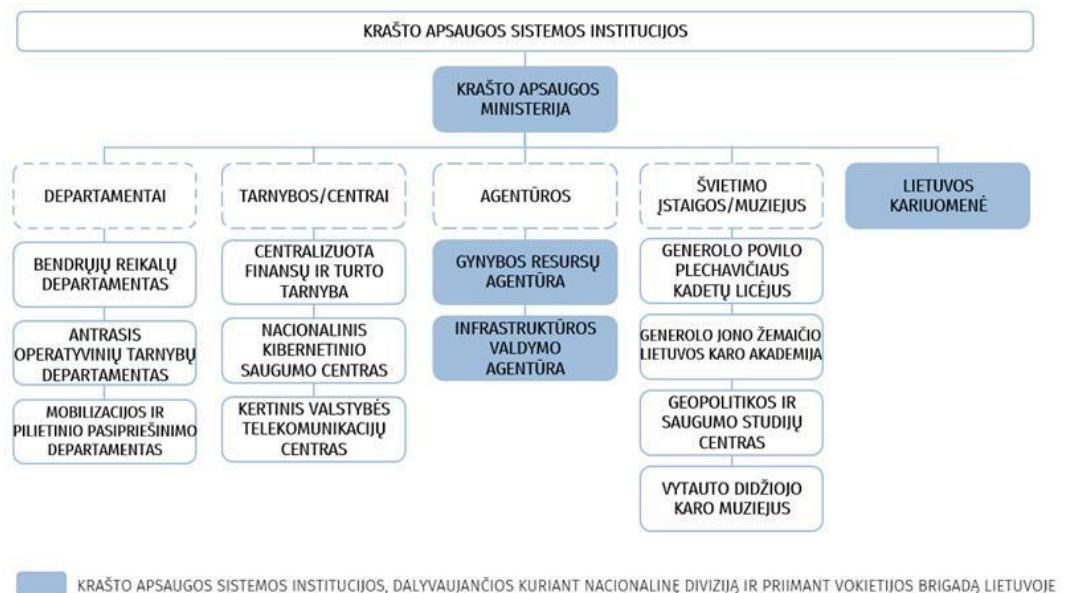 KRAŠTO APSAUGOS SISTEMOS INSTITUCIJOS
KRAŠTO APSAUGOS
MINISTERIJA
DEPARTAMENTAI
BENDRŲJŲ REIKALŲ
DEPARTAMENTAS
ANTRASIS
OPERATYVINIŲ TARNYBŲ
DEPARTAMENTAS
MOBILIZACIJOS IR
PILIETINIO PASIPRIEŠINIMO
DEPARTAMENTAS
TARNYBOS/CENTRAI
CENTRALIZUOTA
FINANSŲ IR TURTO
TARNYBA
NACIONALINIS
KIBERNETINIO
SAUGUMO CENTRAS
KERTINIS VALSTYBĖS
TELEKOMUNIKACIJŲ
CENTRAS
AGENTŪROS
GYNYBOS RESURSŲ
AGENTŪRA
INFRASTRUKTŪROS
VALDYMO
AGENTŪRA
ŠVIETIMO
ĮSTAIGOS/MUZIEJUS
GENEROLO POVILO
PLECHAVIČIAUS
KADETŲ LICĖJUS
GENEROLO JONO ŽEMAIČIO
LIETUVOS KARO AKADEMIJA
GEOPOLITIKOS IR
SAUGUMO STUDIJŲ
CENTRAS
VYTAUTO DIDŽIOJO
KARO MUZIEJUS
LIETUVOS
KARIUOMENĖ
KRAŠTO APSAUGOS SISTEMOS INSTITUCIJOS, DALYVAUJANČIOS KURIANT NACIONALINĘ DIVIZIJĄ IR PRIIMANT VOKIETIJOS BRIGADĄ LIETUVOJE